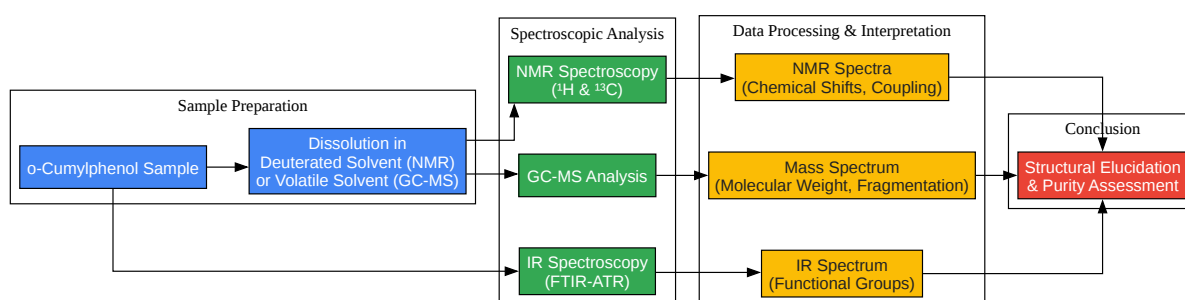 Sample Preparation
o-Cumylphenol Sample
Dissolution in
Deuterated Solvent (NMR)
or Volatile Solvent (GC-MS)
Spectroscopic Analysis
NMR Spectroscopy
(¹H & ¹³C)
GC-MS Analysis
IR Spectroscopy
(FTIR-ATR)
Data Processing & Interpretation
NMR Spectra
(Chemical Shifts, Coupling)
Mass Spectrum
(Molecular Weight, Fragmentation)
IR Spectrum
(Functional Groups)
Conclusion
Structural Elucidation
& Purity Assessment